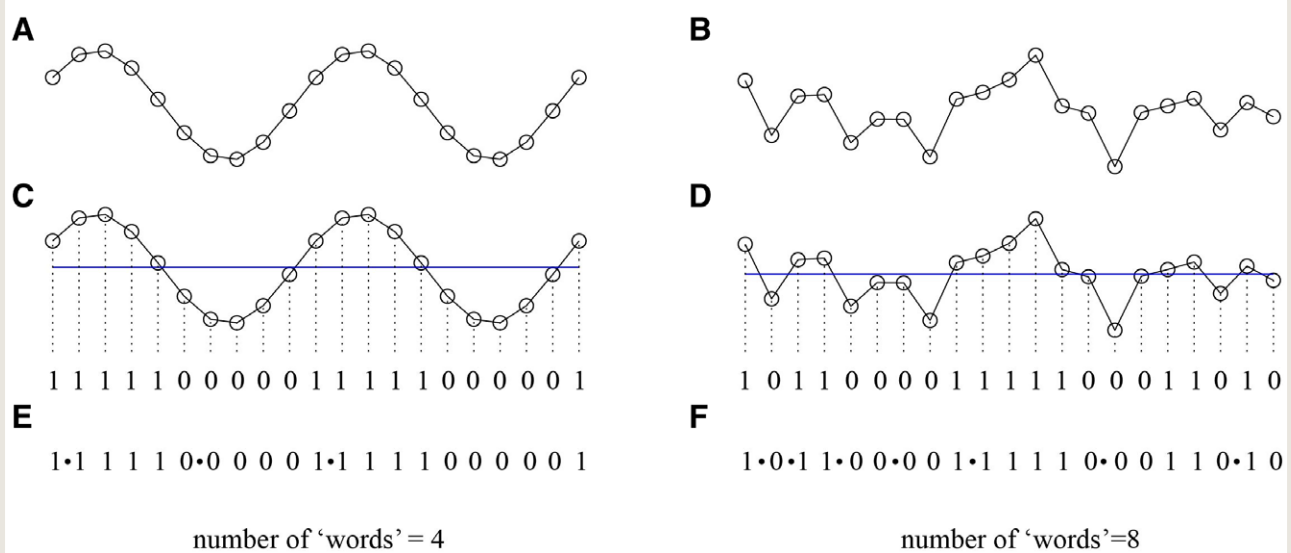 A B
C D
1 1 1 1 1 0 0 0 0 0 1 1 1 1 1 0 0 0 0 0 1 1 0 1 1 0 0 0 0 1 1 1 1 1 0 0 0 1 1 0 1 0
E F
1•1 1 1 1 0•0 0 0 0 1•1 1 1 1 0 0 0 0 0 1 1•0•1 1•0 0•0 0 1•1 1 1 1 0•0 0 1 1 0•1 0
number of ‘words’ = 4 number of ‘words’=8